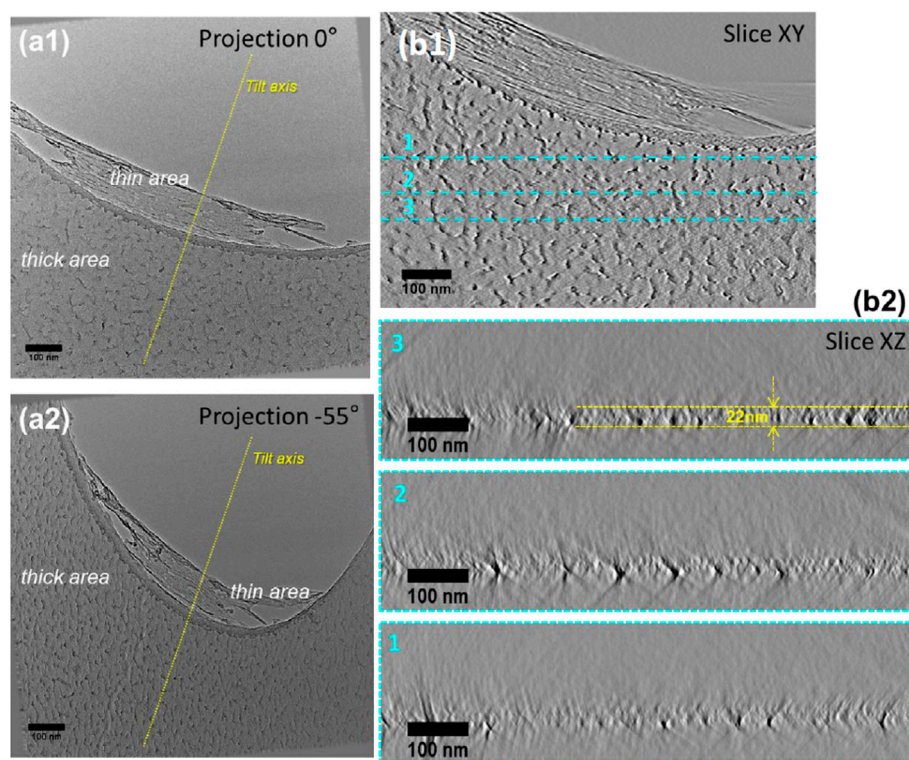 (a1)
Projection 0°
Tilt axis
thin area
thick area
100 nm
(a2)
Projection -55°
Tilt axis
thick area
thin area
100 nm
(b1)
Slice XY
1
2
3
100 nm
(b2)
3
Slice XZ
22nm
100 nm
2
100 nm
1
100 nm